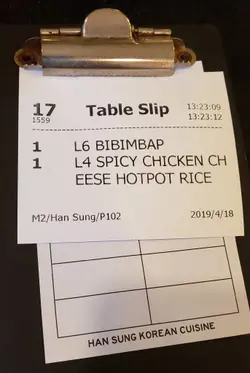 17 Table Slip 13:23:09
1559 13:23:12
1 L6 BIBIMBAP
1 L4 SPICY CHICKEN CH
EESE HOTPOT RICE
M2/Han Sung/P102 2019/4/18
HAN SUNG KOREAN CUISINE